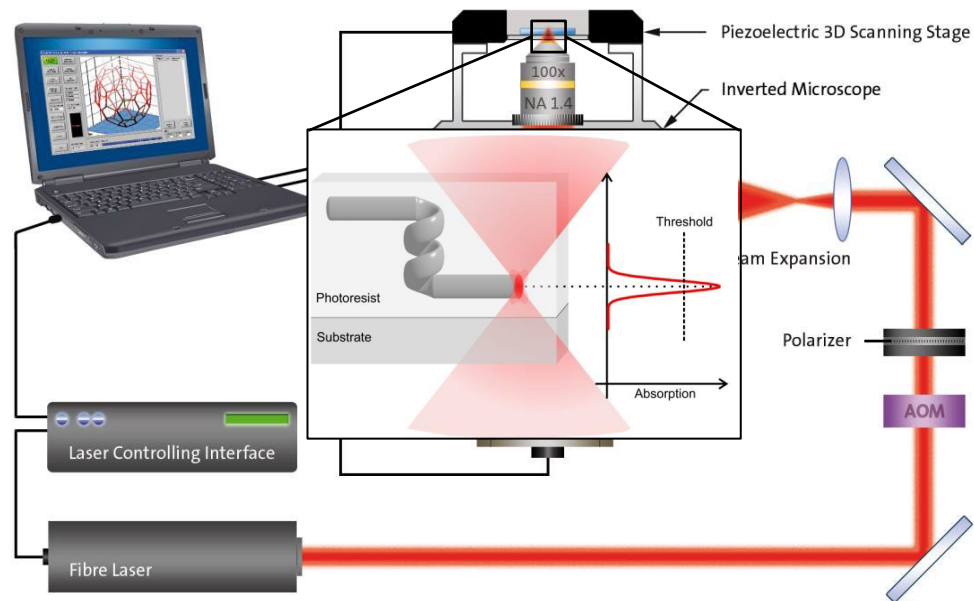 Piezoelectric 3D Scanning Stage
100x
NA 1.4
Inverted Microscope
Threshold
Photoresist
Substrate
Absorption
Expansion
Polarizer
AOM
Laser Controlling Interface
Fibre Laser